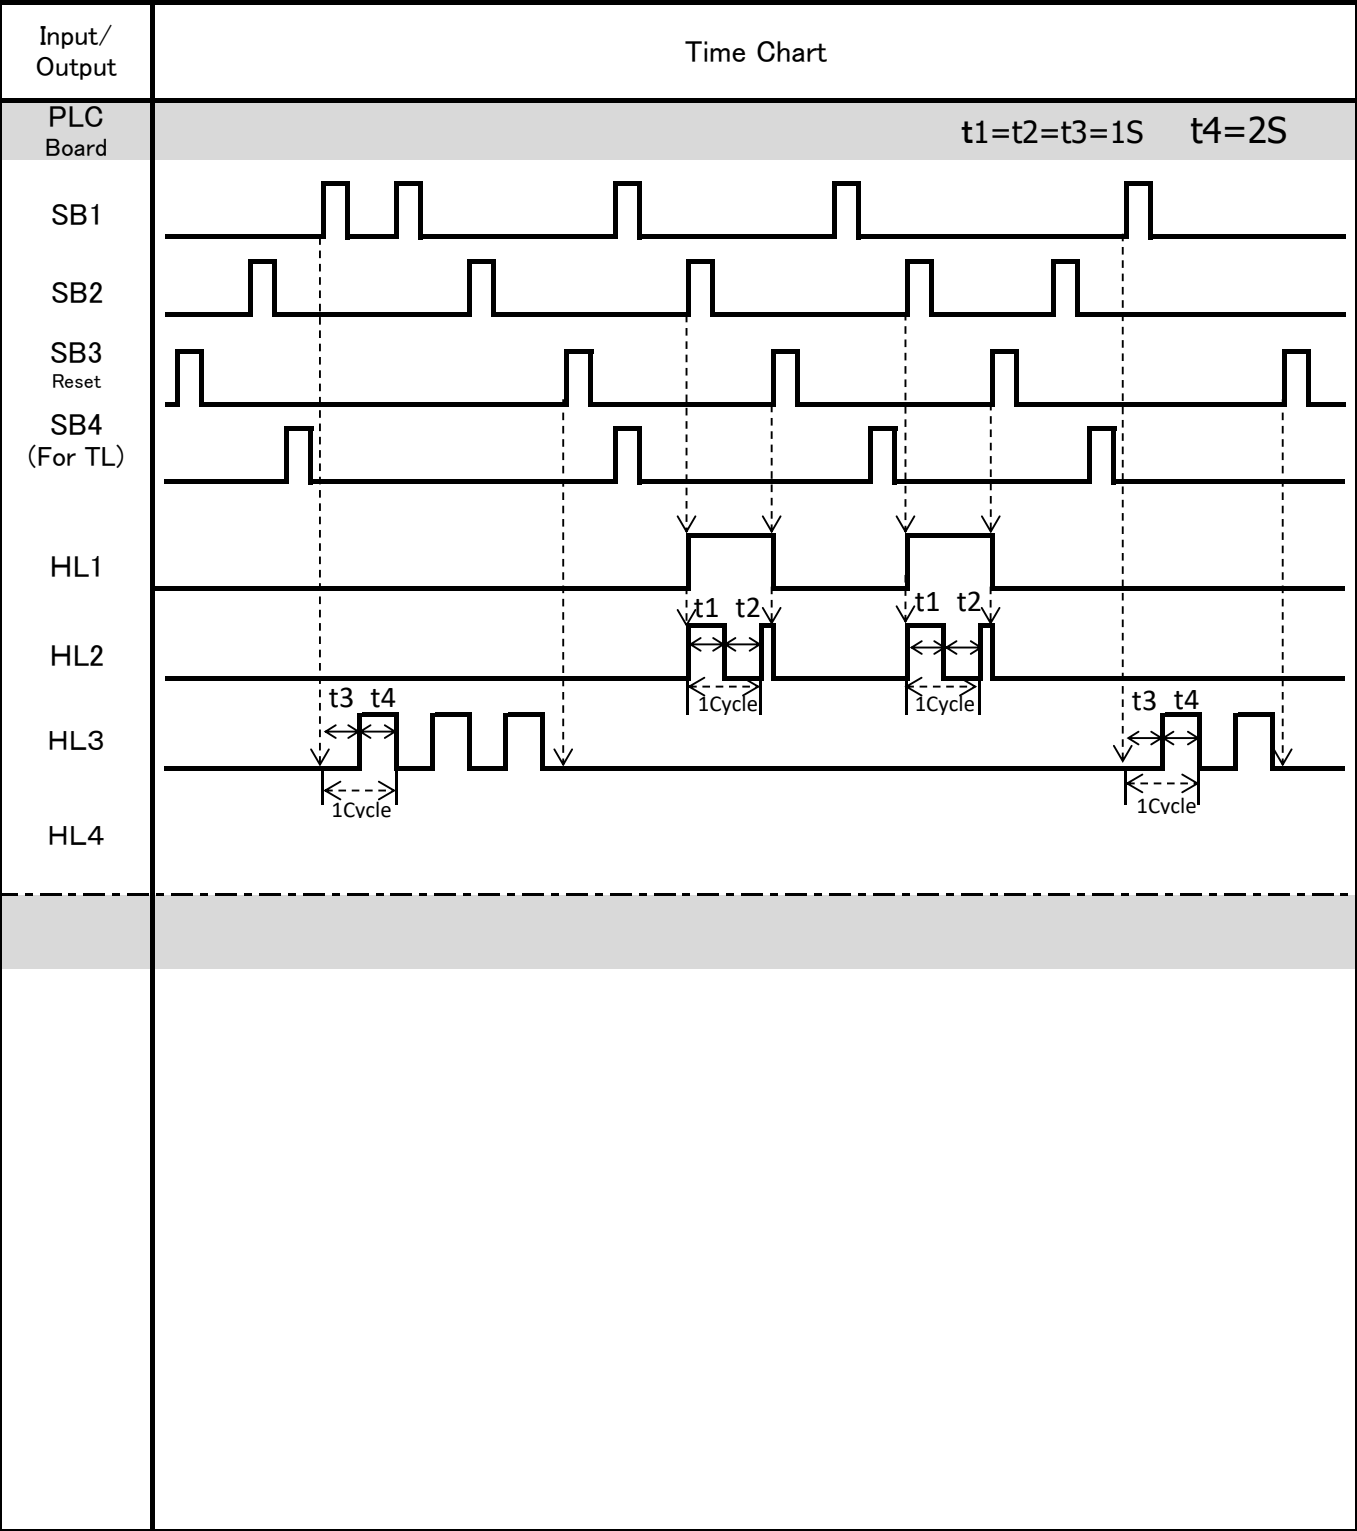 Input/
Output
Time Chart
PLC
Board
t1=t2=t3=1S t4=2S
SB1
SB2
SB3
Reset
SB4
(For TL)
HL1
t1 t2
t1 t2
HL2
1Cycle
1Cycle
t3 t4
t3 t4
HL3
1Cycle
1Cycle
HL4